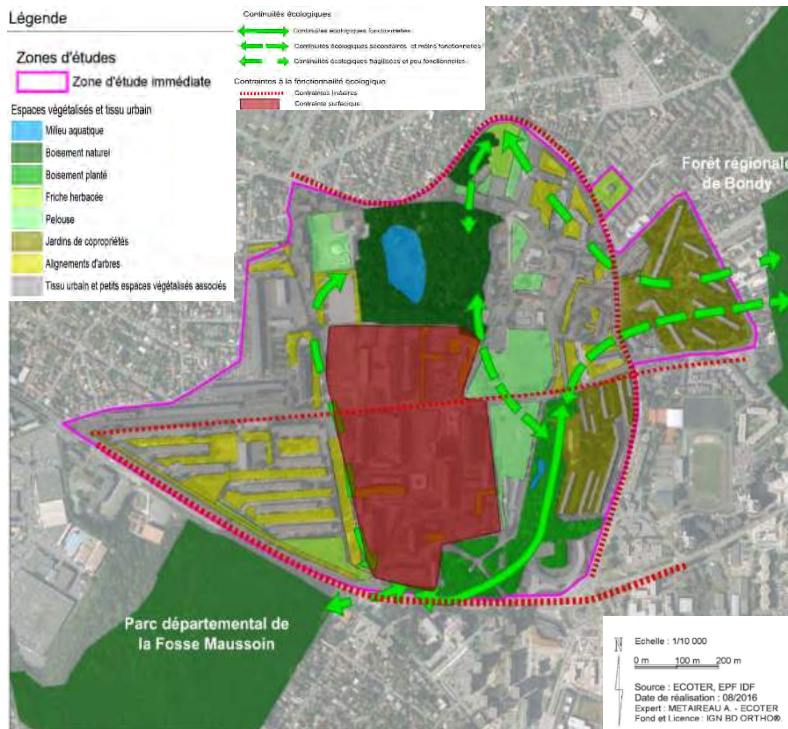 Légende
Zones d'études
Zone d'étude immédiate
Espaces végétalisés et tissu urbain
Milieu aquatique
Boisement naturel
Boisement planté
Friche herbacée
Pelouse
Jardins de copropriétés
Alignements d'arbres
Tissu urbain et petits espaces végétalisés associés
Continuités écologiques
Continuités écologiques fonctionnelles
Continuités écologiques secondaires et moins fonctionnelles
Continuités écologiques fragilisées et peu fonctionnelles
Contraintes à la fonctionnalité écologique
Contraintes linéaires
Contrainte surfacique
Forêt régionale
de Bondy
Parc départemental de
la Fosse Maussoin
N
Echelle : 1/10 000
0 m 100 m 200 m
Source : ECOTER, EPF IDF
Date de réalisation : 08/2016
Expert : METAIREAU A. - ECOTER
Fond et Licence : IGN BD ORTHO®.